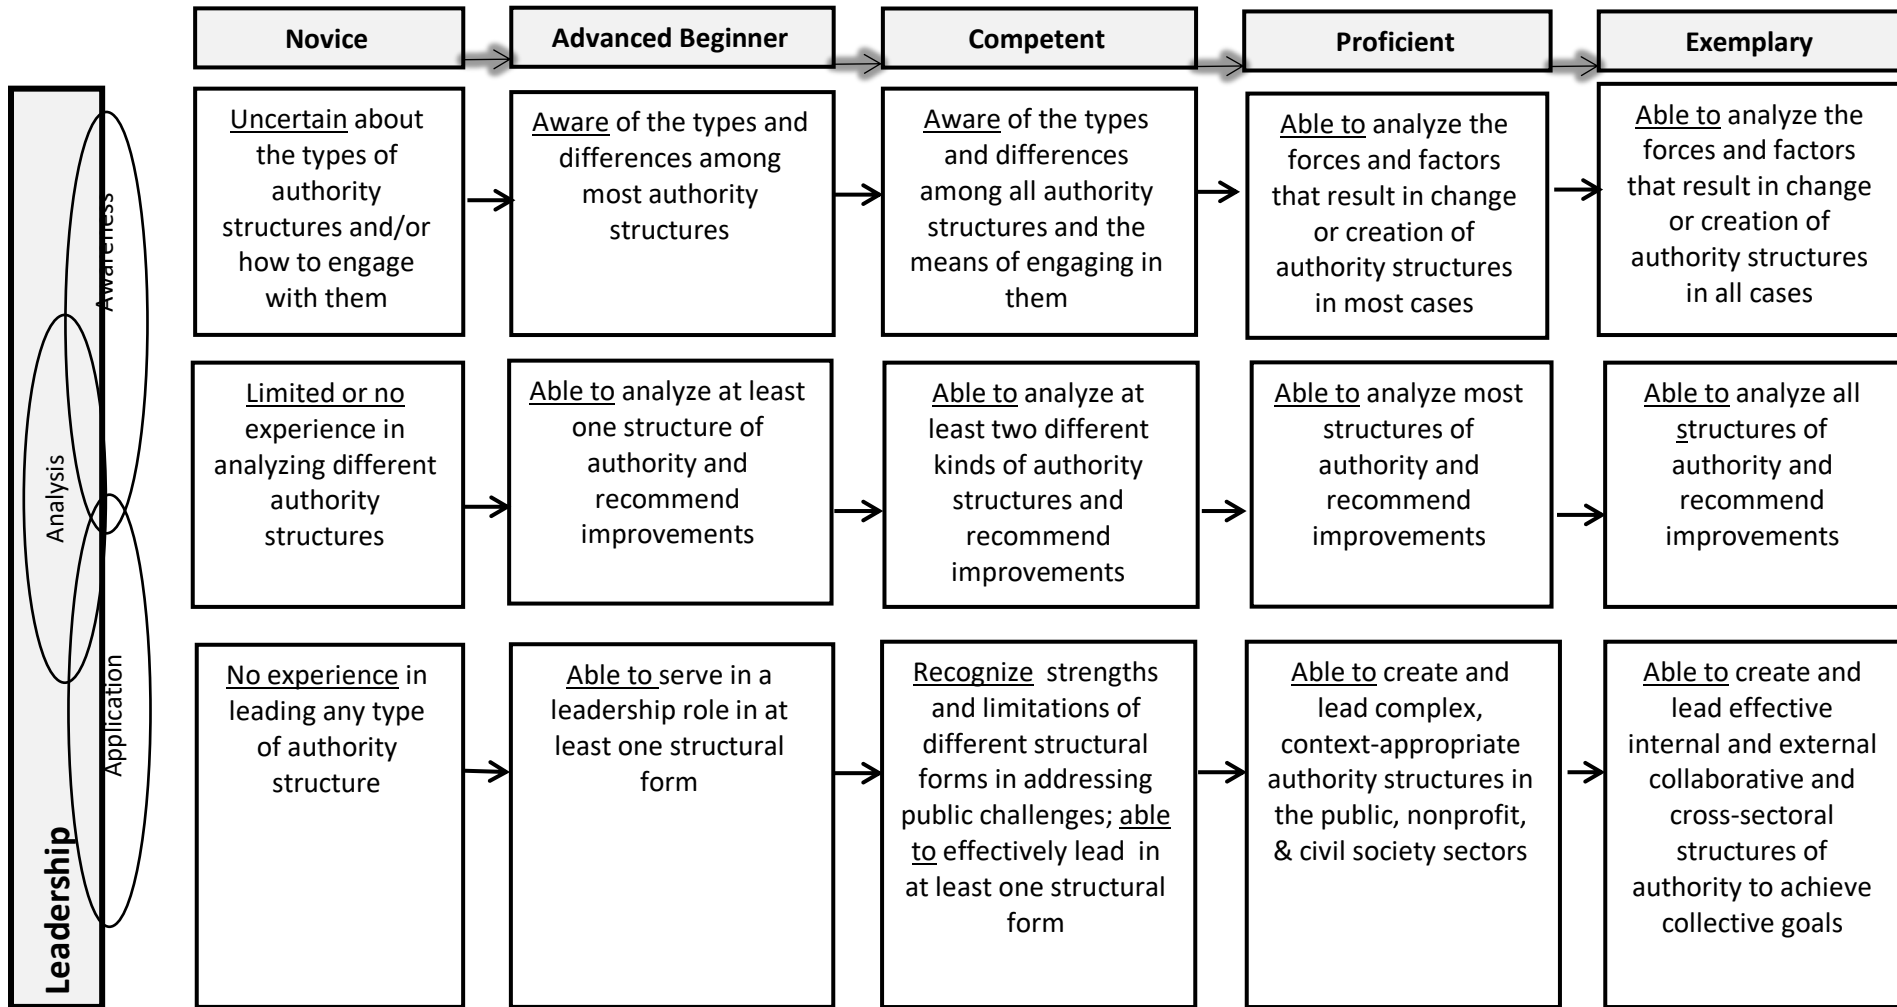 Novice
Advanced Beginner
Competent
Proficient
Exemplary
Leadership
Awareness
Analysis
Application
Uncertain about
the types of
authority
structures and/or
how to engage
with them
Aware of the types and
differences among
most authority
structures
Aware of the types
and differences
among all authority
structures and the
means of engaging in
them
Able to analyze the
forces and factors
that result in change
or creation of
authority structures
in most cases
Able to analyze the
forces and factors
that result in change
or creation of
authority structures
in all cases
Limited or no
experience in
analyzing different
authority
structures
Able to analyze at least
one structure of
authority and
recommend
improvements
Able to analyze at
least two different
kinds of authority
structures and
recommend
improvements
Able to analyze most
structures of
authority and
recommend
improvements
Able to analyze all
structures of
authority and
recommend
improvements
No experience in
leading any type
of authority
structure
Able to serve in a
leadership role in at
least one structural
form
Recognize strengths
and limitations of
different structural
forms in addressing
public challenges; able
to effectively lead in
at least one structural
form
Able to create and
lead complex,
context-appropriate
authority structures in
the public, nonprofit,
& civil society sectors
Able to create and
lead effective
internal and external
collaborative and
cross-sectoral
structures of
authority to achieve
collective goals